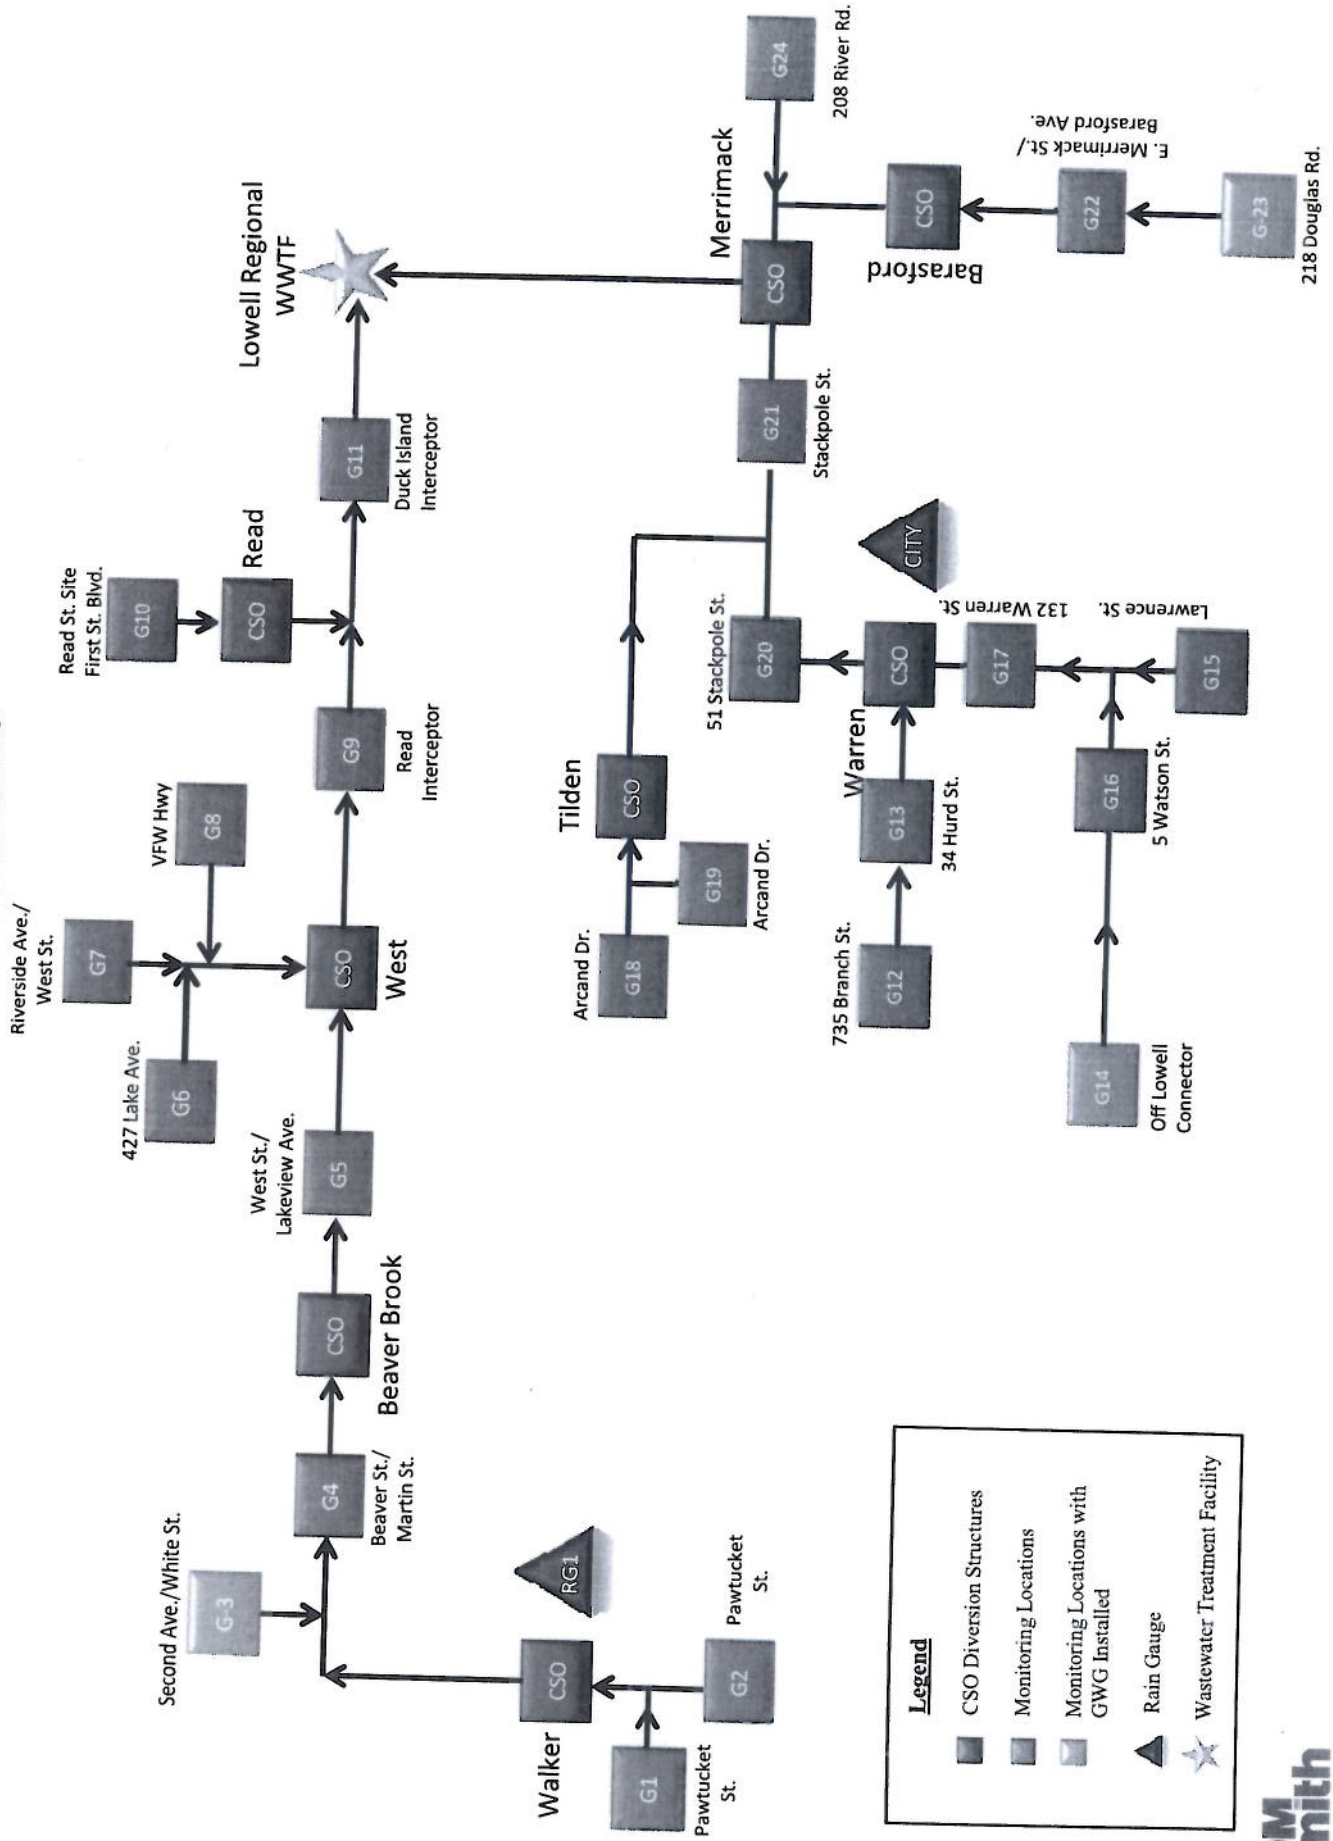 Second Ave./White St.
G-3
Walker
CSO
G1
Pawtucket
St.
G2
Pawtucket
St.
RG1
G4
Beaver St./
Martin St.
CSO
Beaver Brook
West St./
Lakeview Ave.
G5
427 Lake Ave.
G6
Riverside Ave./
West St.
G7
VFW Hwy
G8
CSO
West
G9
Read
Interceptor
Read St. Site
First St. Blvd.
G10
CSO
Read
G11
Duck Island
Interceptor
Lowell Regional
WWTF
Tilden
CSO
Arcand Dr.
G18
G19
Arcand Dr.
735 Branch St.
G12
G13
34 Hurd St.
Warren
CSO
51 Stackpole St.
G20
G17
132 Warren St.
Lawrence St.
G15
G16
5 Watson St.
G14
Off Lowell
Connector
CITY
G21
Stackpole St.
Merrimack
CSO
G24
208 River Rd.
CSO
Barasford
G22
E. Merrimack St./
Barasford Ave.
G-23
218 Douglas Rd.
Legend
CSO Diversion Structures
Monitoring Locations
Monitoring Locations with
GWG Installed
Rain Gauge
Wastewater Treatment Facility